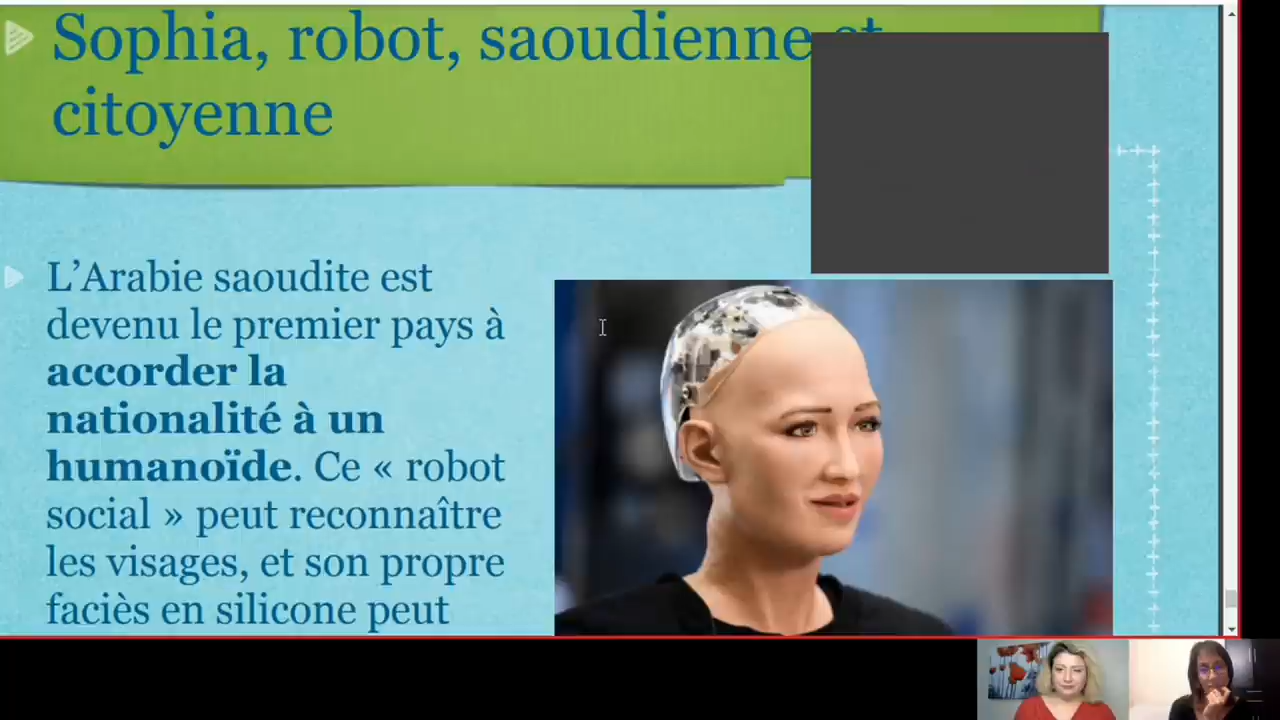 Sophia, robot, saoudienne et
citoyenne
L’Arabie saoudite est
devenu le premier pays à
accorder la
nationalité à un
humanoïde. Ce « robot
social » peut reconnaître
les visages, et son propre
faciès en silicone peut